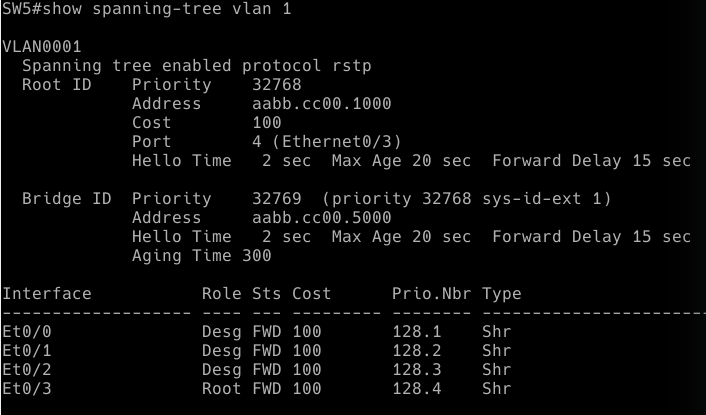 SW5#show spanning-tree vlan 1
VLAN0001
  Spanning tree enabled protocol rstp
  Root ID    Priority    32768
             Address     aabb.cc00.1000
             Cost        100
             Port        4 (Ethernet0/3)
             Hello Time   2 sec  Max Age 20 sec  Forward Delay 15 sec
  Bridge ID  Priority    32769  (priority 32768 sys-id-ext 1)
             Address     aabb.cc00.5000
             Hello Time   2 sec  Max Age 20 sec  Forward Delay 15 sec
             Aging Time 300
Interface           Role Sts Cost      Prio.Nbr Type
------------------- ---- --- --------- -------- -----------------------
Et0/0               Desg FWD 100       128.1    Shr
Et0/1               Desg FWD 100       128.2    Shr
Et0/2               Desg FWD 100       128.3    Shr
Et0/3               Root FWD 100       128.4    Shr